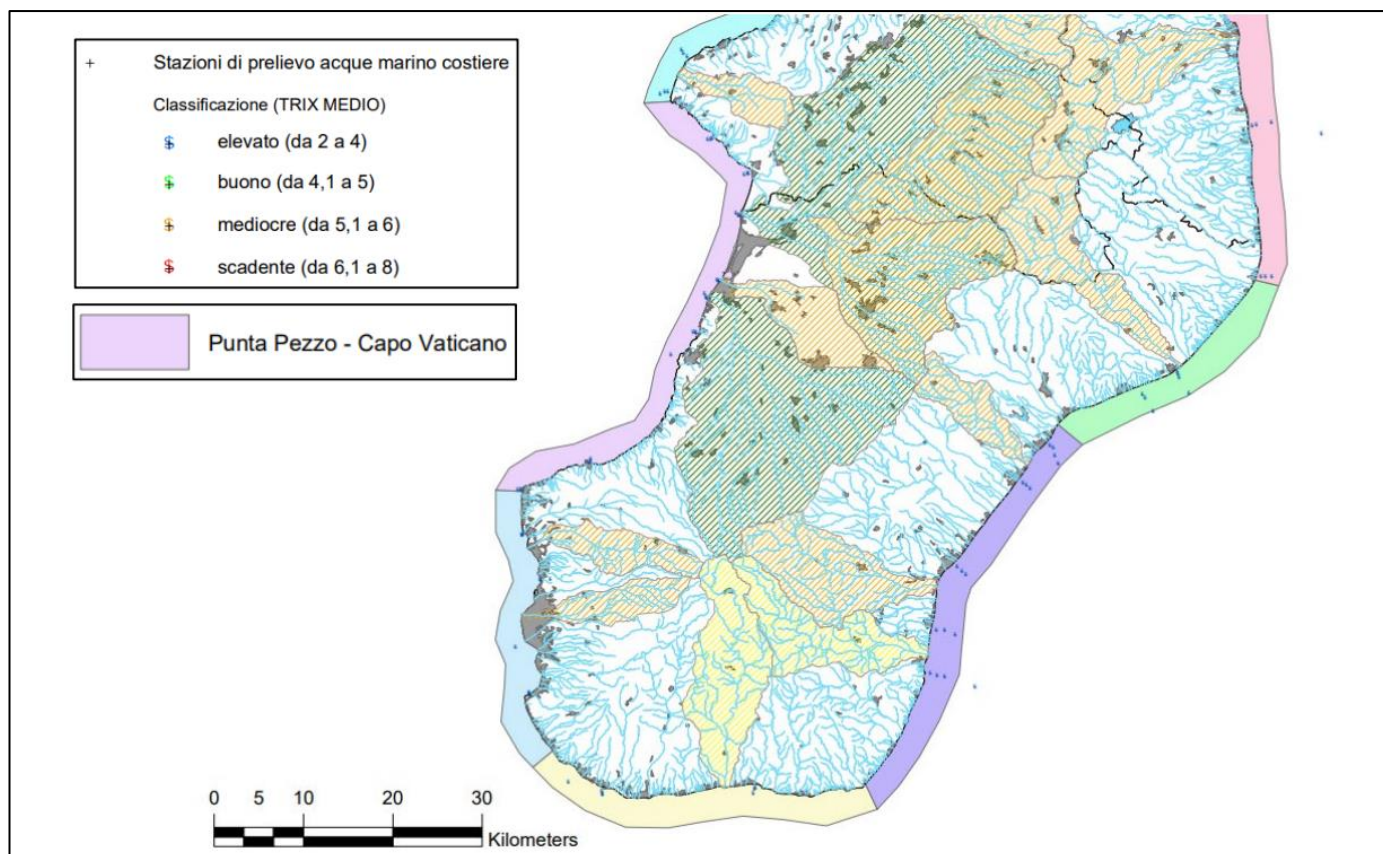 Stazioni di prelievo acque marino costiere
Classificazione (TRIX MEDIO)
elevato (da 2 a 4)
buono (da 4,1 a 5)
mediocre (da 5,1 a 6)
scadente (da 6,1 a 8)
Punta Pezzo - Capo Vaticano
0 5 10 20 30
Kilometers